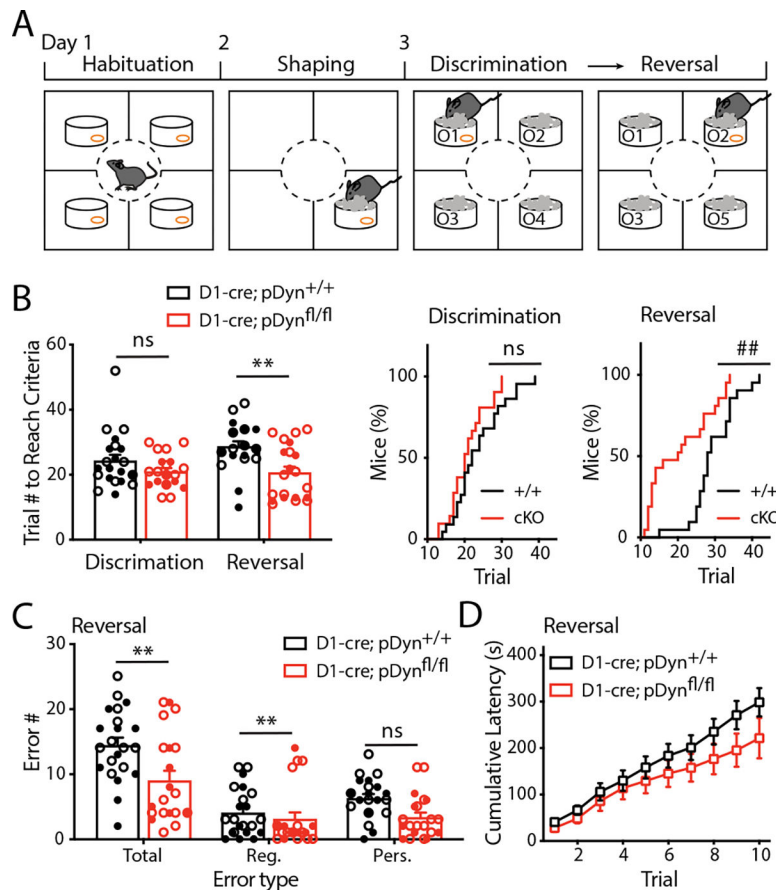 A
Day 1 2 3
Habituation Shaping Discrimination → Reversal
O1 O2 O1 O2
O3 O4 O3 O5
B
D1-cre; pDyn+/+
D1-cre; pDynfl/fl
Trial # to Reach Criteria
60
40
20
0
ns
**
Discrimation Reversal
Discrimination
ns
Mice (%)
100
50
0
+/+
cKO
10 20 30 40
Trial
Reversal
##
Mice (%)
100
50
0
+/+
cKO
10 20 30 40
Trial
C
Reversal
D1-cre; pDyn+/+
D1-cre; pDynfl/fl
Error #
30
20
10
0
**
**
ns
Total Reg. Pers.
Error type
D
Reversal
D1-cre; pDyn+/+
D1-cre; pDynfl/fl
Cumulative Latency (s)
400
300
200
100
0
2 4 6 8 10
Trial